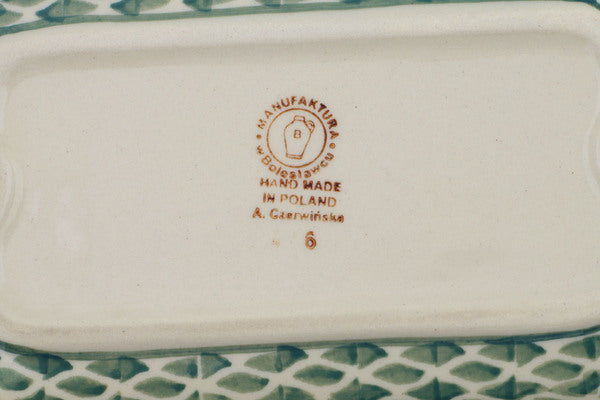 MANUFAKTURA
B
w Bolesławcu
HAND MADE
IN POLAND
A. Czerwińska
6